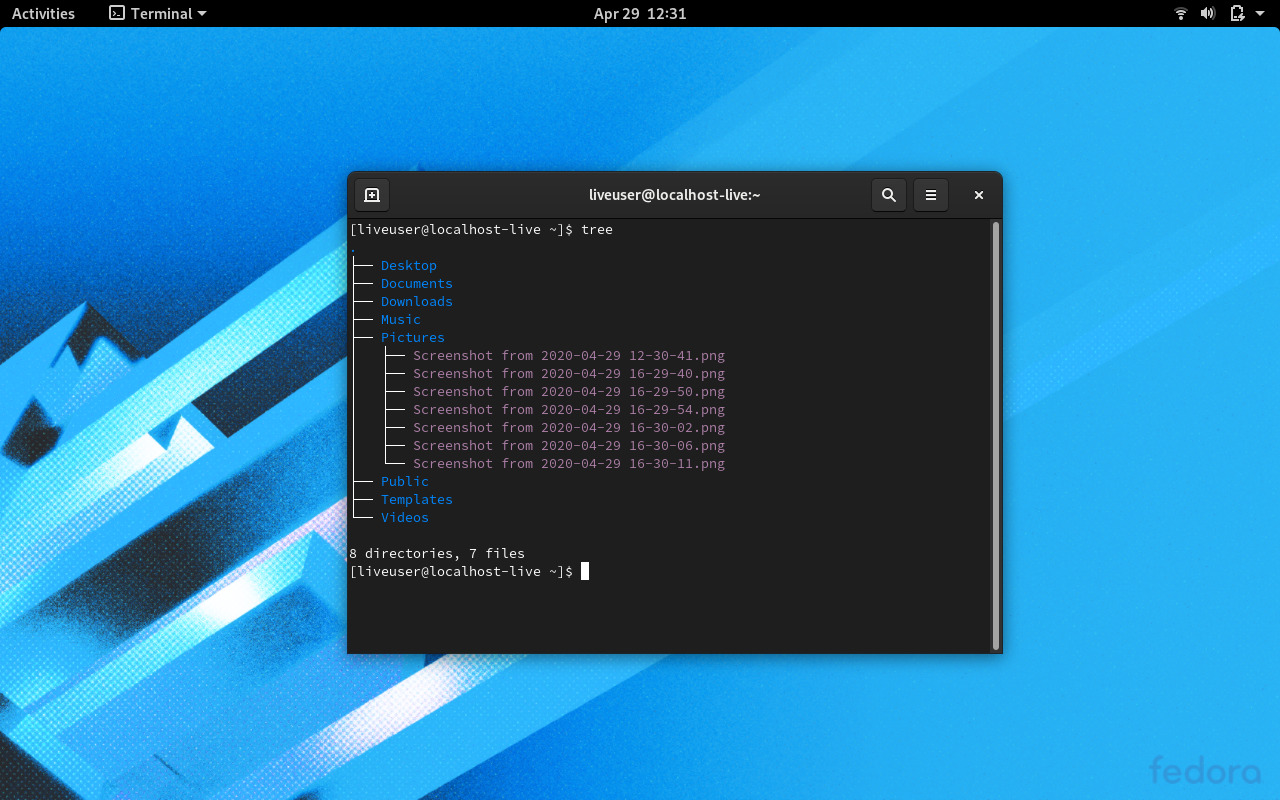 Activities Terminal Apr 29 12:31
liveuser@localhost-live:~
[liveuser@localhost-live ~]$ tree
.
├── Desktop
├── Documents
├── Downloads
├── Music
├── Pictures
│   ├── Screenshot from 2020-04-29 12-30-41.png
│   ├── Screenshot from 2020-04-29 16-29-40.png
│   ├── Screenshot from 2020-04-29 16-29-50.png
│   ├── Screenshot from 2020-04-29 16-29-54.png
│   ├── Screenshot from 2020-04-29 16-30-02.png
│   ├── Screenshot from 2020-04-29 16-30-06.png
│   └── Screenshot from 2020-04-29 16-30-11.png
├── Public
├── Templates
└── Videos
8 directories, 7 files
[liveuser@localhost-live ~]$
fedora